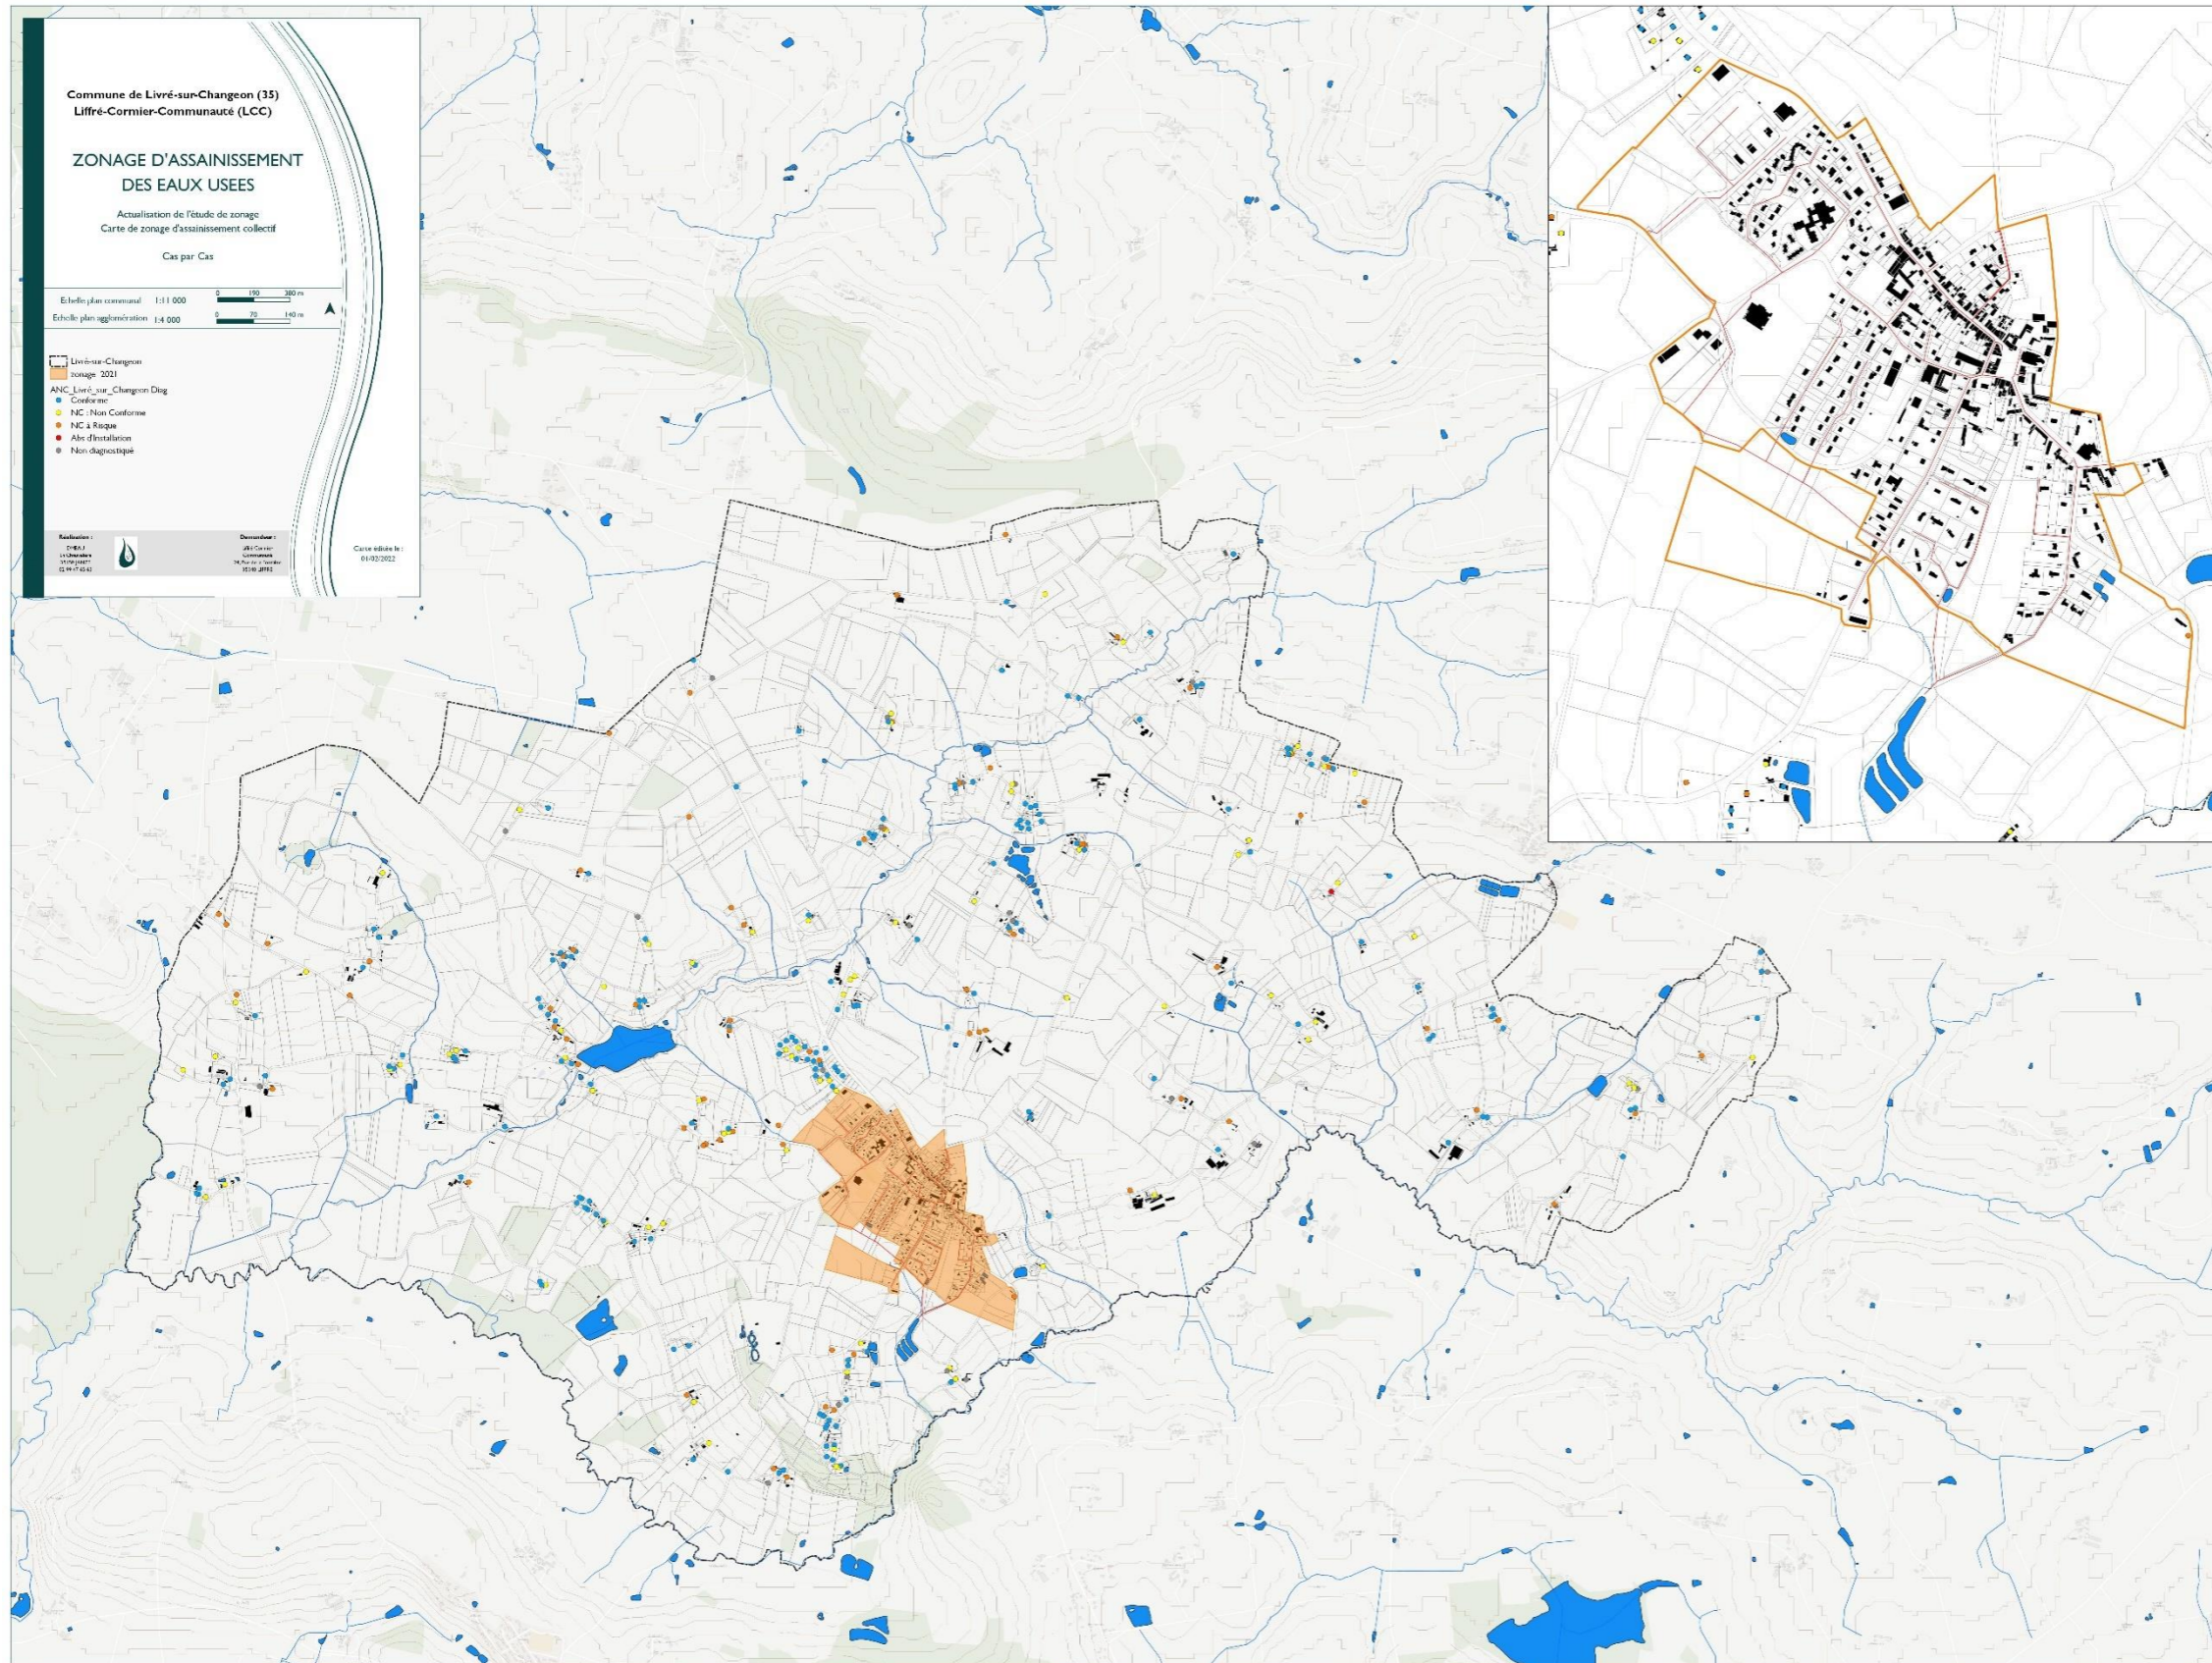 Commune de Livré-sur-Changeon (35)
Liffré-Cormier-Communauté (LCC)
ZONAGE D'ASSAINISSEMENT
DES EAUX USEES
Actualisation de l'étude de zonage
Carte de zonage d'assainissement collectif
Cas par Cas
Echelle plan communal 1:11 000 0 190 380 m
Echelle plan agglomération 1:4 000 0 70 140 m
Livré-sur-Changeon
zonage 2021
ANC_Livré_sur_Changeon Diag
Conforme
NC : Non Conforme
NC à Risque
Abs d'Installation
Non diagnostiqué
Réalisation :
Demandeur :
Carte éditée le :
01/02/2022